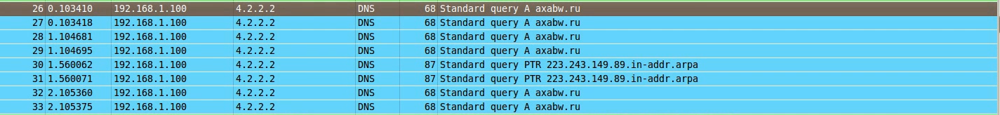 26 0.103410 192.168.1.100 4.2.2.2 DNS 68 Standard query A axabw.ru
27 0.103418 192.168.1.100 4.2.2.2 DNS 68 Standard query A axabw.ru
28 1.104681 192.168.1.100 4.2.2.2 DNS 68 Standard query A axabw.ru
29 1.104695 192.168.1.100 4.2.2.2 DNS 68 Standard query A axabw.ru
30 1.560062 192.168.1.100 4.2.2.2 DNS 87 Standard query PTR 223.243.149.89.in-addr.arpa
31 1.560071 192.168.1.100 4.2.2.2 DNS 87 Standard query PTR 223.243.149.89.in-addr.arpa
32 2.105360 192.168.1.100 4.2.2.2 DNS 68 Standard query A axabw.ru
33 2.105375 192.168.1.100 4.2.2.2 DNS 68 Standard query A axabw.ru